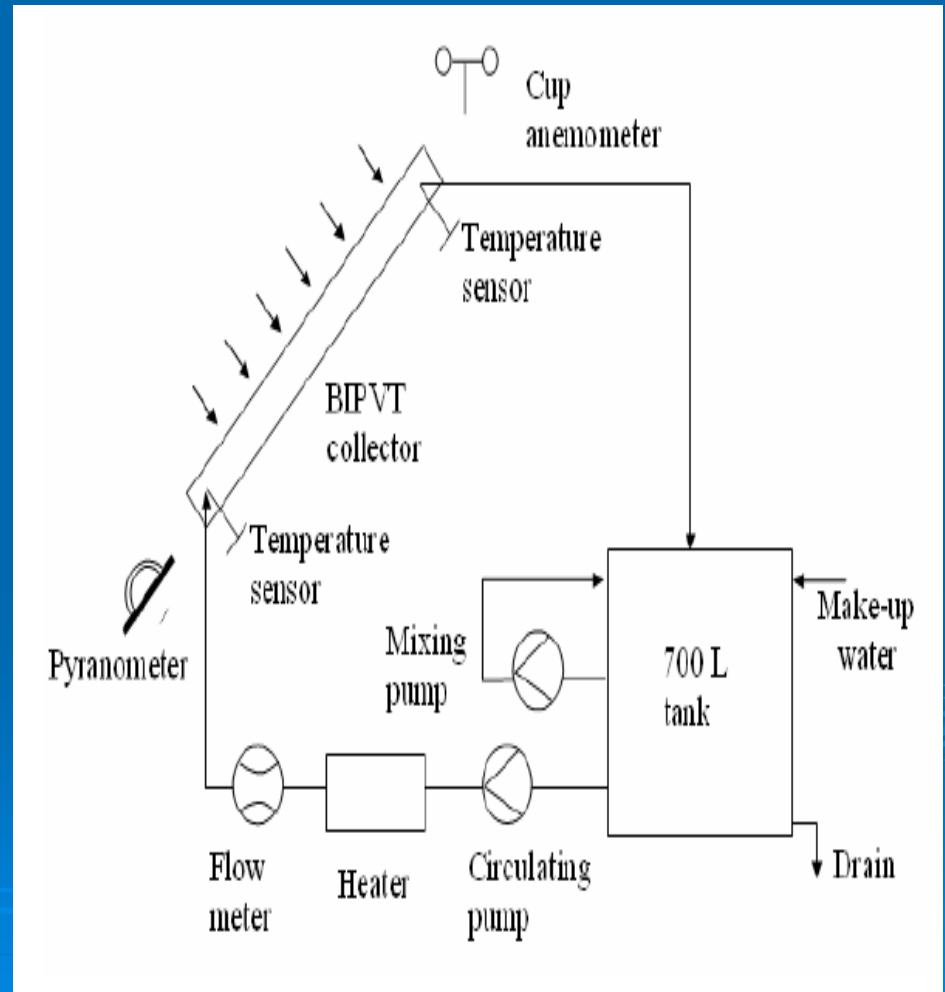 Cup
anemometer
Temperature
sensor
BIPVT
collector
Temperature
sensor
Pyranometer
Mixing
pump
700 L
tank
Make-up
water
Flow
meter
Heater
Circulating
pump
Drain